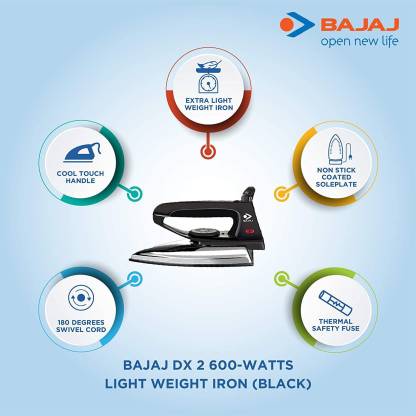 BAJAJ
open new life
EXTRA LIGHT
WEIGHT IRON
COOL TOUCH
HANDLE
NON STICK
COATED
SOLEPLATE
BAJAJ
180 DEGREES
SWIVEL CORD
THERMAL
SAFETY FUSE
BAJAJ DX 2 600-WATTS
LIGHT WEIGHT IRON (BLACK)